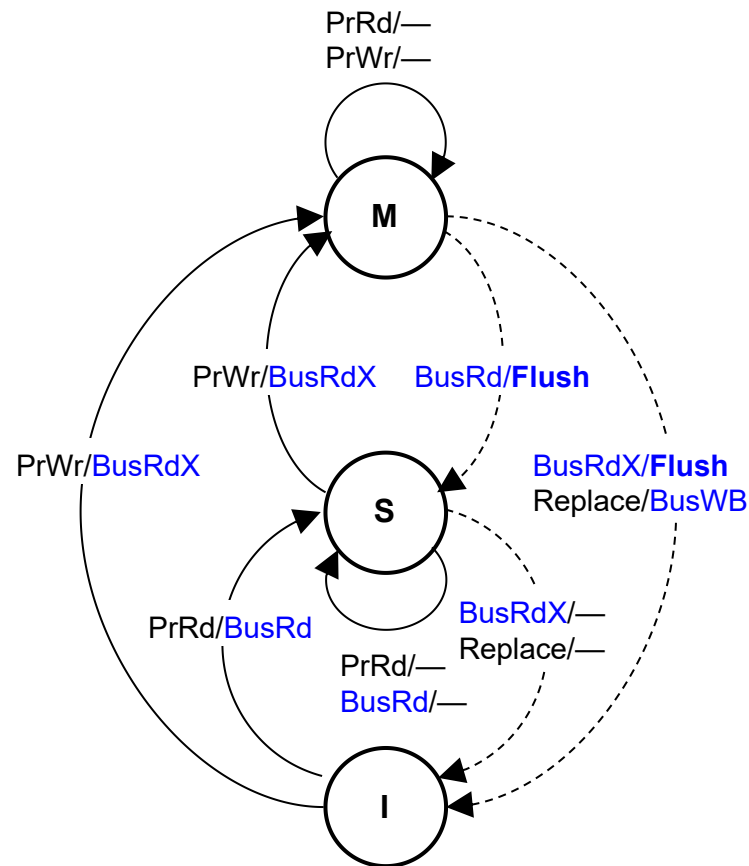 PrRd/—
PrWr/—
M
PrWr/BusRdX
BusRd/Flush
PrWr/BusRdX
BusRdX/Flush
Replace/BusWB
S
PrRd/BusRd
BusRdX/—
Replace/—
PrRd/—
BusRd/—
I